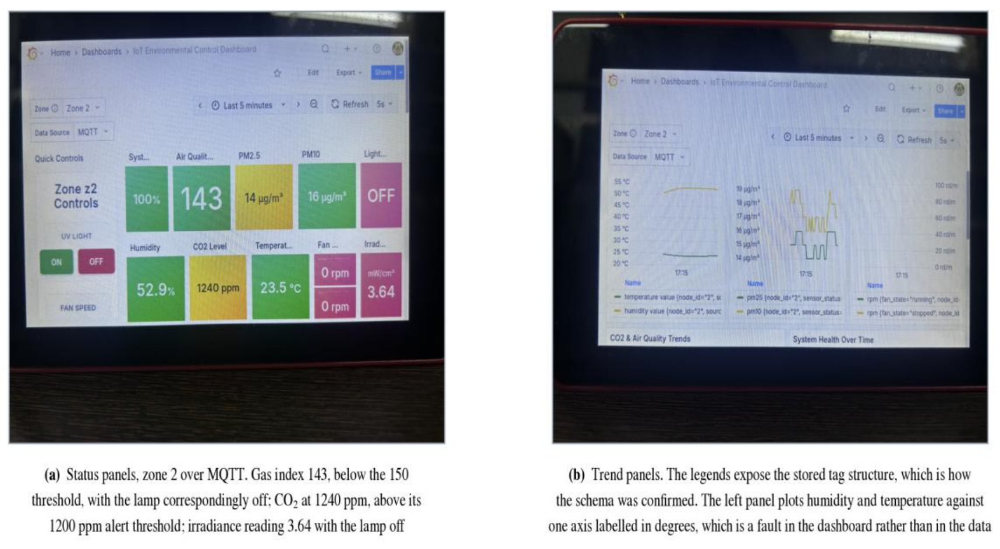 Home > Dashboards > IoT Environmental Control Dashboard
Edit Export Share
Zone Zone 2
Last 5 minutes Refresh 5s
Data Source MQTT
Quick Controls
Zone z2
Controls
UV LIGHT
ON OFF
FAN SPEED
Syst... Air Qualit... PM2.5 PM10 Light...
100% 143 14 µg/m³ 16 µg/m³ OFF
Humidity CO2 Level Temperat... Fan ... Irrad...
52.9% 1240 ppm 23.5 °C 0 rpm mW/cm²
0 rpm 3.64
(a) Status panels, zone 2 over MQTT. Gas index 143, below the 150
threshold, with the lamp correspondingly off; CO₂ at 1240 ppm, above its
1200 ppm alert threshold; irradiance reading 3.64 with the lamp off
Home > Dashboards > IoT Environmental Control Dashboard
Edit Export Share
Zone Zone 2
Last 5 minutes Refresh 5s
Data Source MQTT
55 °C
50 °C
45 °C
40 °C
35 °C
30 °C
25 °C
20 °C
17:15
Name
temperature value {node_id="2", sc
humidity value {node_id="2", sourc
19 µg/m³
18 µg/m³
17 µg/m³
16 µg/m³
15 µg/m³
14 µg/m³
17:15
Name
pm25 {node_id="2", sensor_status
pm10 {node_id="2", sensor_status=
100 rd/m
80 rd/m
60 rd/m
40 rd/m
20 rd/m
0 rd/m
17:15
Name
rpm {fan_state="running", node_id=
rpm {fan_state="stopped", node_id
CO2 & Air Quality Trends System Health Over Time
(b) Trend panels. The legends expose the stored tag structure, which is how
the schema was confirmed. The left panel plots humidity and temperature against
one axis labelled in degrees, which is a fault in the dashboard rather than in the data